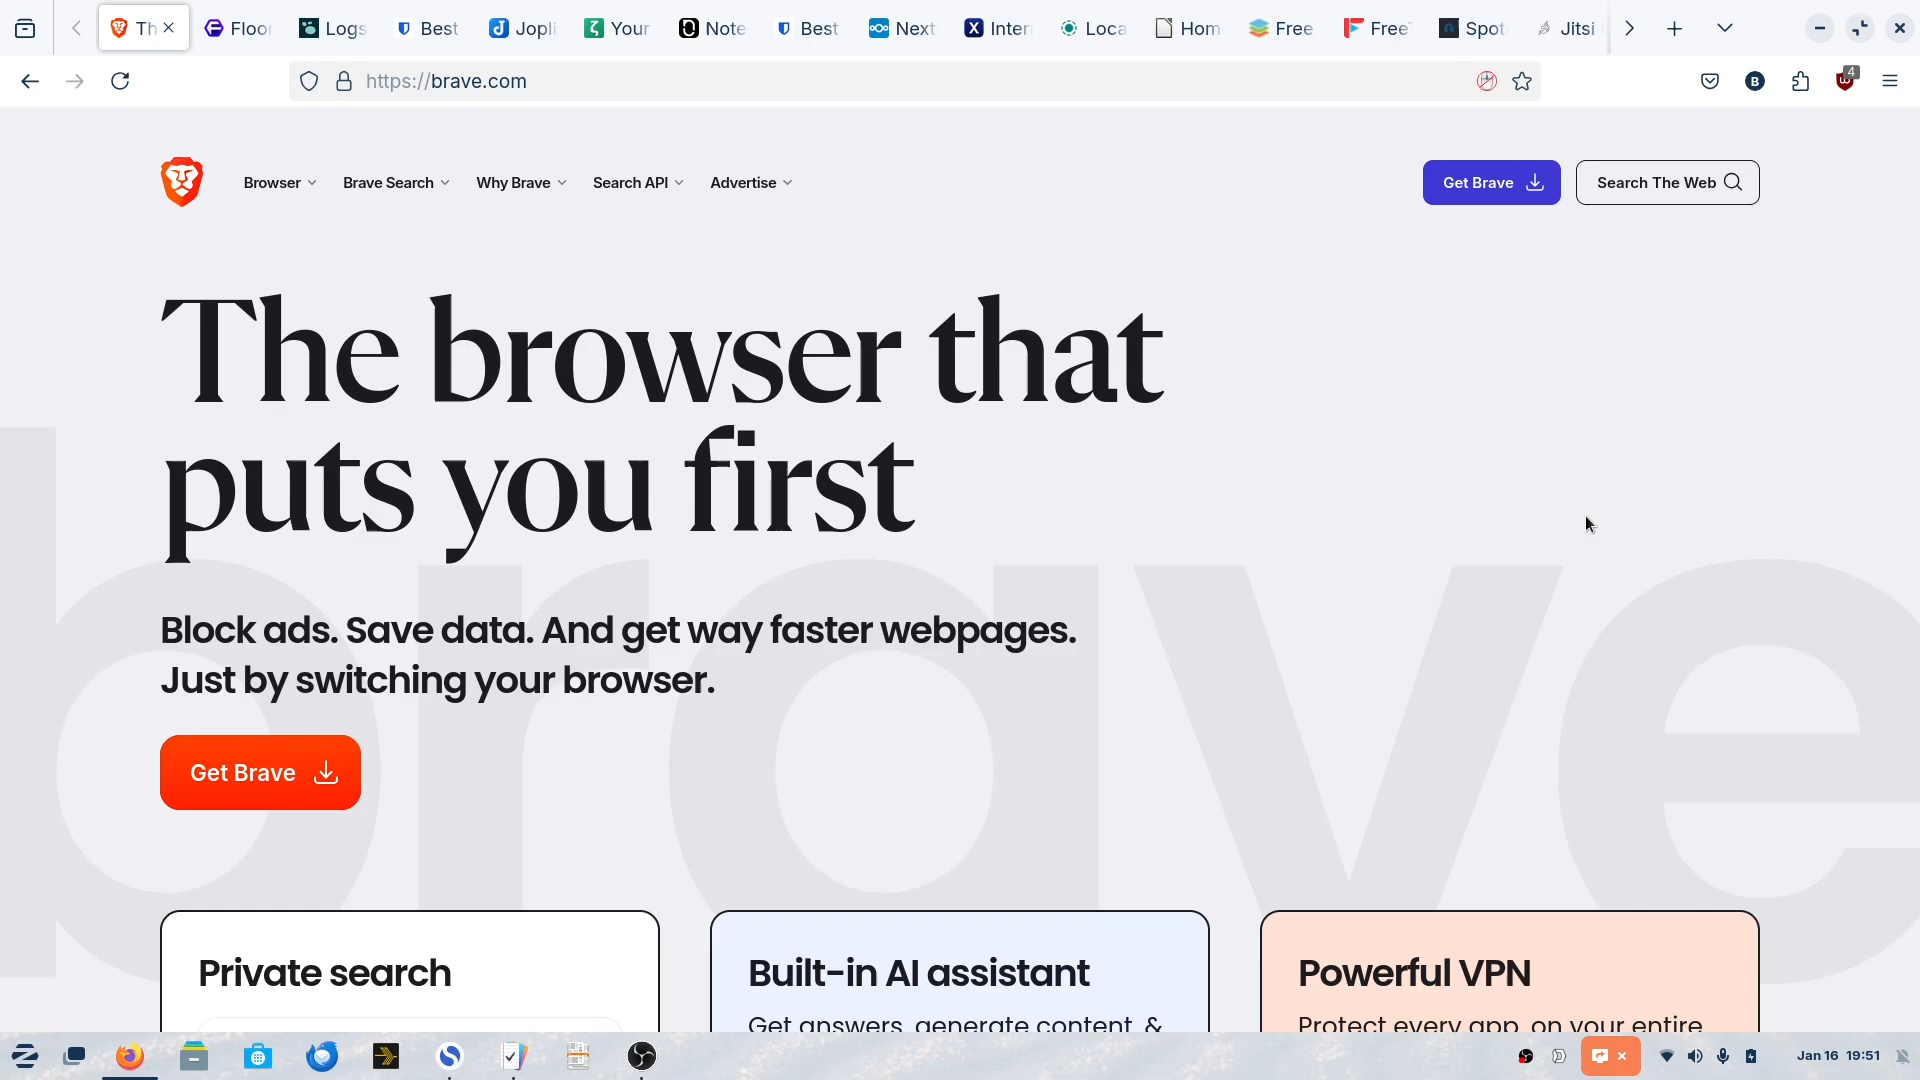 Th
Floor
Logs
Best
Jopli
Your
Note
Best
Next
Inter
Loca
Hom
Free
Free
Spot
Jitsi
https://brave.com
B
4
Browser
Brave Search
Why Brave
Search API
Advertise
Get Brave
Search The Web
The browser that
puts you first
brave
Block ads. Save data. And get way faster webpages.
Just by switching your browser.
Get Brave
Private search
Built-in AI assistant
Get answers, generate content, &
Powerful VPN
Protect every app, on your entire
Jan 16 19:51